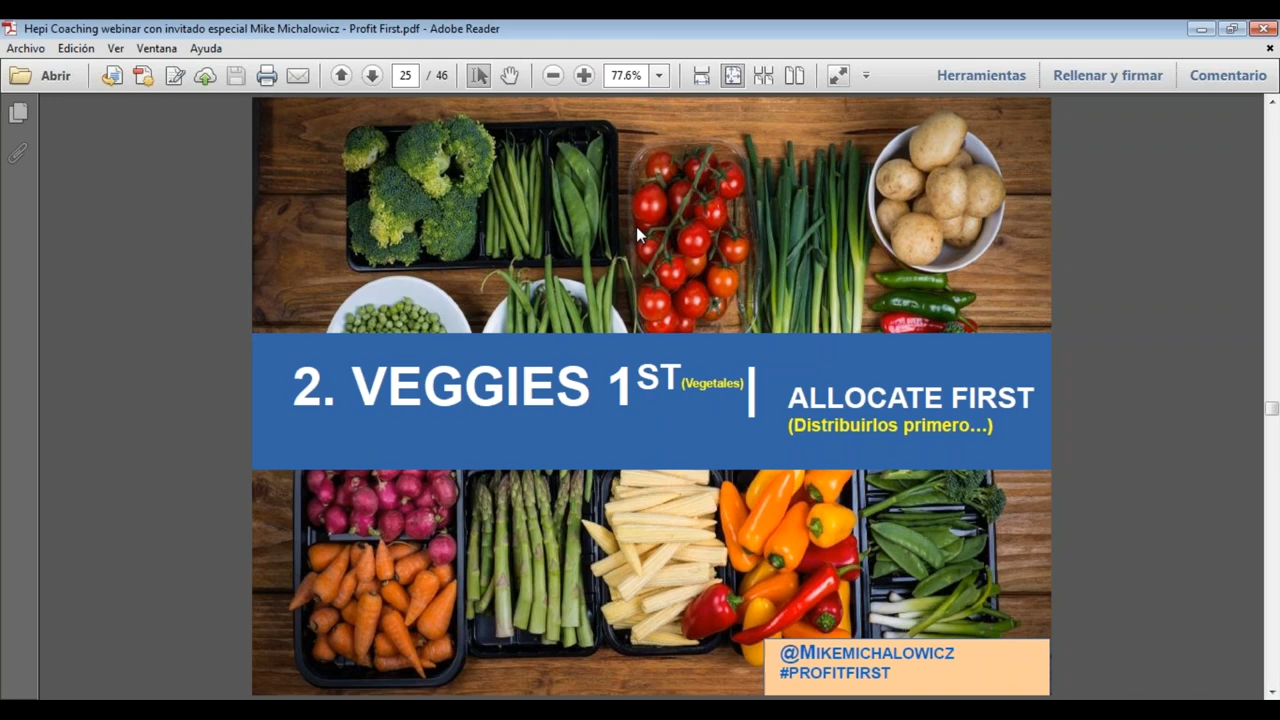 Hepi Coaching webinar con invitado especial Mike Michalowicz - Profit First.pdf - Adobe Reader
Archivo Edición Ver Ventana Ayuda
Abrir 25 / 46 77.6% Herramientas Rellenar y firmar Comentario
2. VEGGIES 1ST (Vegetales) | ALLOCATE FIRST
(Distribuirlos primero…)
@MIKEMICHALOWICZ
#PROFITFIRST